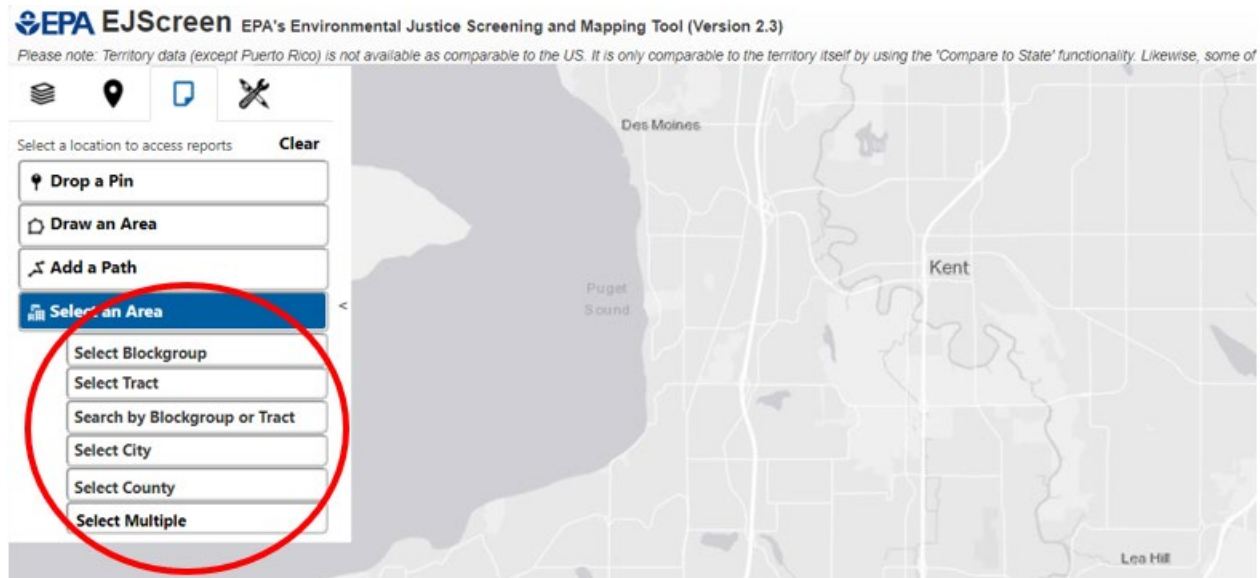 EPA EJScreen EPA's Environmental Justice Screening and Mapping Tool (Version 2.3)
Please note: Territory data (except Puerto Rico) is not available as comparable to the US. It is only comparable to the territory itself by using the 'Compare to State' functionality. Likewise, some of
Select a location to access reports Clear
Drop a Pin
Draw an Area
Add a Path
Select an Area
<
Select Blockgroup
Select Tract
Search by Blockgroup or Tract
Select City
Select County
Select Multiple
Des Moines
Kent
Puget
Sound
Lea Hill